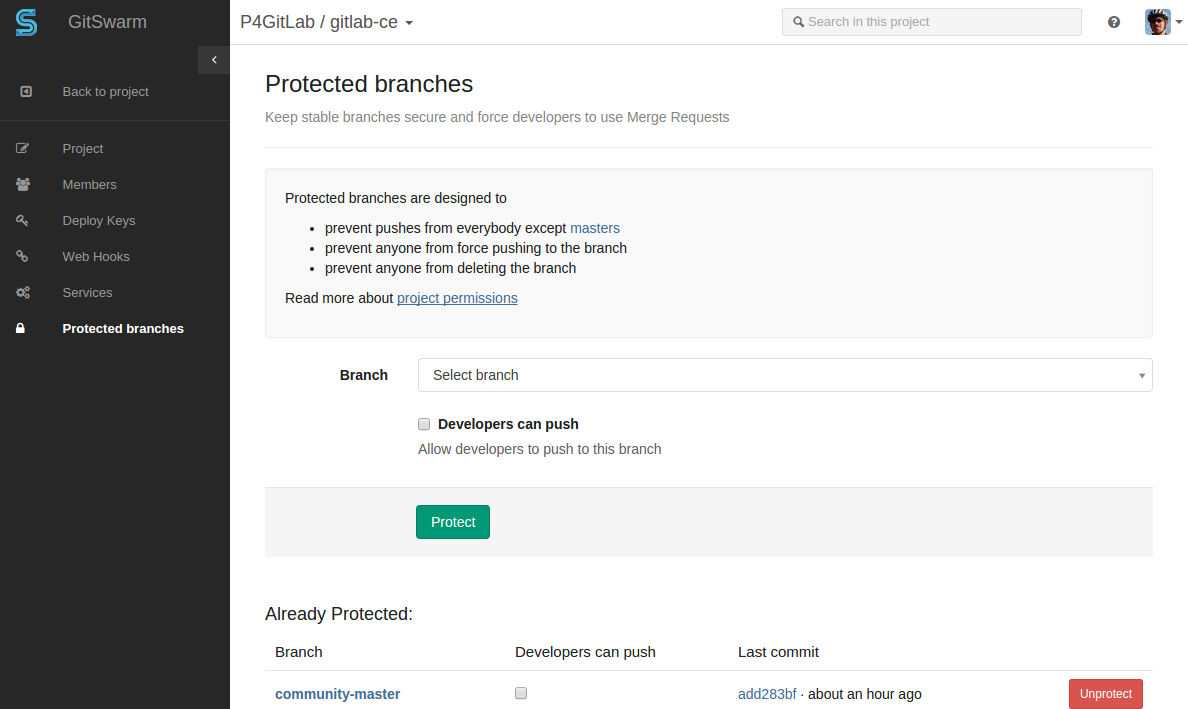 GitSwarm
P4GitLab / gitlab-ce
Search in this project
Back to project
Project
Members
Deploy Keys
Web Hooks
Services
Protected branches
Protected branches
Keep stable branches secure and force developers to use Merge Requests
Protected branches are designed to
• prevent pushes from everybody except masters
• prevent anyone from force pushing to the branch
• prevent anyone from deleting the branch
Read more about project permissions
Branch Select branch
Developers can push
Allow developers to push to this branch
Protect
Already Protected:
Branch Developers can push Last commit
community-master add283bf · about an hour ago Unprotect